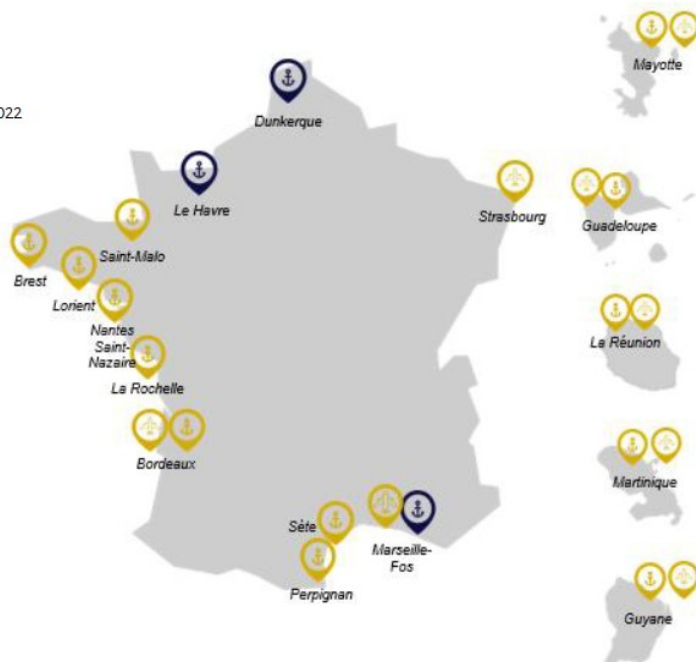 Mayotte
022
Dunkerque
Le Havre
Strasbourg
Guadeloupe
Saint-Malo
Brest
Lorient
Nantes
Saint-
Nazaire
La Réunion
La Rochelle
Bordeaux
Martinique
Sète
Marseille-
Fos
Perpignan
Guyane